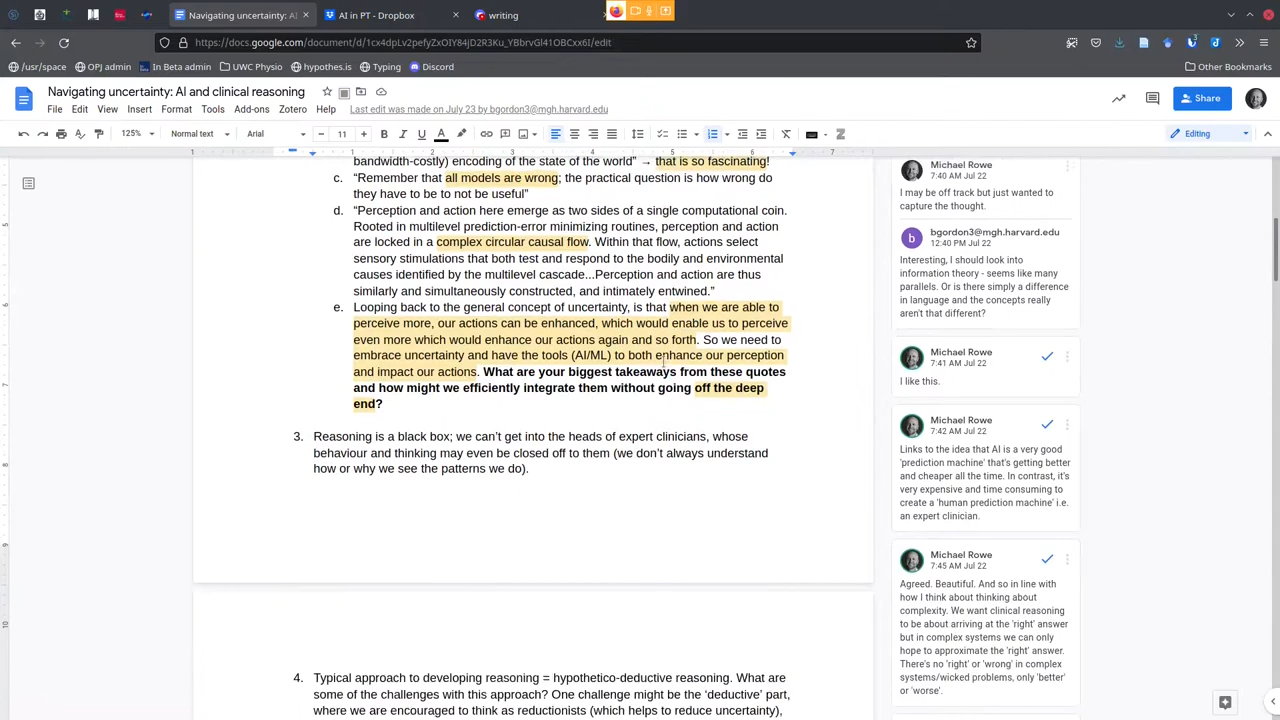 Navigating uncertainty: AI and c
AI in PT - Dropbox
writing
https://docs.google.com/document/d/1cx4dpLv2pefyZxOIY84jD2R3Ku_YBbrvGl41OBCxx6I/edit
/usr/space
OPJ admin
In Beta admin
UWC Physio
hypothes.is
Typing
Discord
Other Bookmarks
Navigating uncertainty: AI and clinical reasoning
File Edit View Insert Format Tools Add-ons Zotero Help
Last edit was made on July 23 by bgordon3@mgh.harvard.edu
Share
125% Normal text Arial 11
Editing
1 1 2 3 4 5 6 7
bandwidth-costly) encoding of the state of the world” → that is so fascinating!
c. “Remember that all models are wrong; the practical question is how wrong do
they have to be to not be useful”
d. “Perception and action here emerge as two sides of a single computational coin.
Rooted in multilevel prediction-error minimizing routines, perception and action
are locked in a complex circular causal flow. Within that flow, actions select
sensory stimulations that both test and respond to the bodily and environmental
causes identified by the multilevel cascade...Perception and action are thus
similarly and simultaneously constructed, and intimately entwined.”
e. Looping back to the general concept of uncertainty, is that when we are able to
perceive more, our actions can be enhanced, which would enable us to perceive
even more which would enhance our actions again and so forth. So we need to
embrace uncertainty and have the tools (AI/ML) to both enhance our perception
and impact our actions. What are your biggest takeaways from these quotes
and how might we efficiently integrate them without going off the deep
end?
3. Reasoning is a black box; we can’t get into the heads of expert clinicians, whose
behaviour and thinking may even be closed off to them (we don’t always understand
how or why we see the patterns we do).
4. Typical approach to developing reasoning = hypothetico-deductive reasoning. What are
some of the challenges with this approach? One challenge might be the ‘deductive’ part,
where we are encouraged to think as reductionists (which helps to reduce uncertainty),
Michael Rowe
7:40 AM Jul 22
I may be off track but just wanted to
capture the thought.
b
bgordon3@mgh.harvard.edu
12:40 PM Jul 22
Interesting, I should look into
information theory - seems like many
parallels. Or is there simply a difference
in language and the concepts really
aren't that different?
Michael Rowe
7:41 AM Jul 22
I like this.
Michael Rowe
7:42 AM Jul 22
Links to the idea that AI is a very good
'prediction machine' that's getting better
and cheaper all the time. In contrast, it's
very expensive and time consuming to
create a 'human prediction machine' i.e.
an expert clinician.
Michael Rowe
7:45 AM Jul 22
Agreed. Beautiful. And so in line with
how I think about thinking about
complexity. We want clinical reasoning
to be about arriving at the 'right' answer
but in complex systems we can only
hope to approximate the 'right' answer.
There's no 'right' or 'wrong' in complex
systems/wicked problems, only 'better'
or 'worse'.